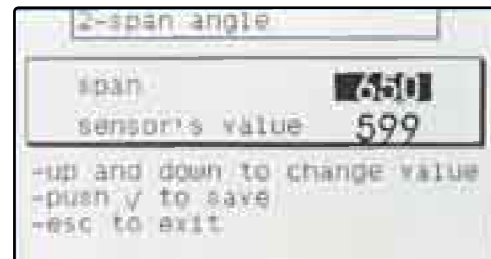 2-span angle
span 650
sensor's value 599
-up and down to change value
-push √ to save
-esc to exit